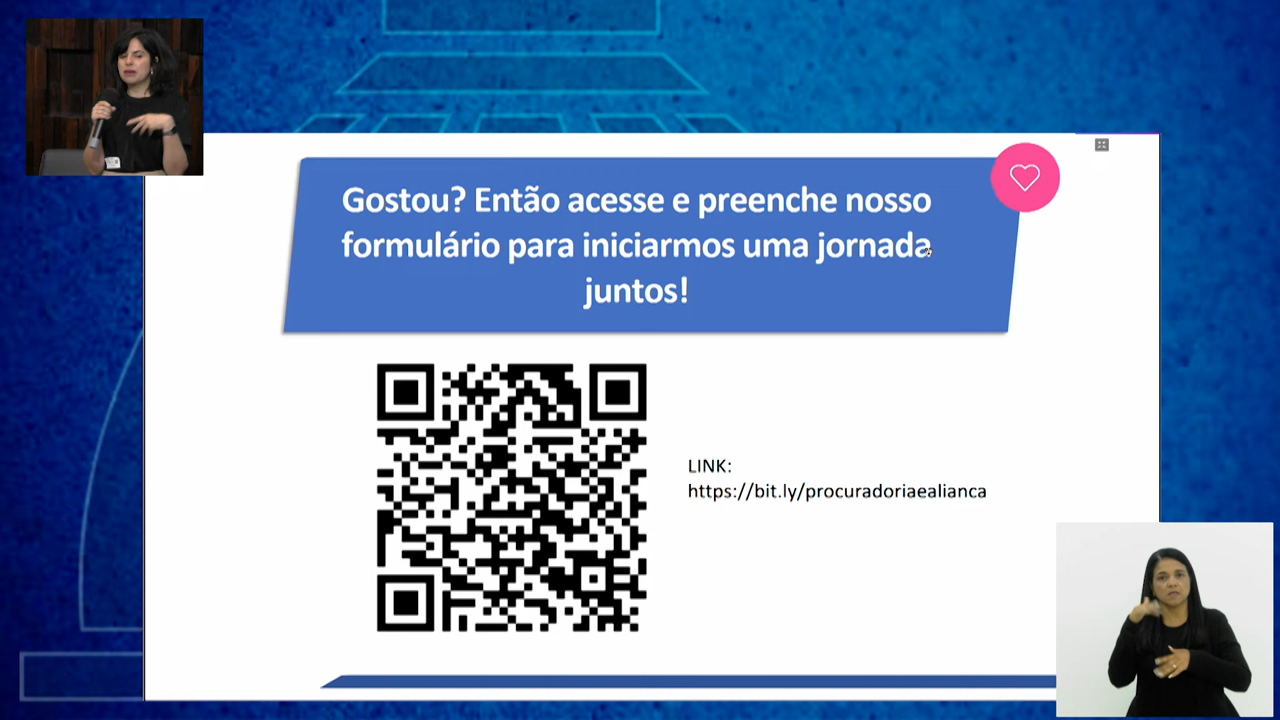 Gostou? Então acesse e preenche nosso
formulário para iniciarmos uma jornada
juntos!
LINK:
https://bit.ly/procuradoriaealianca